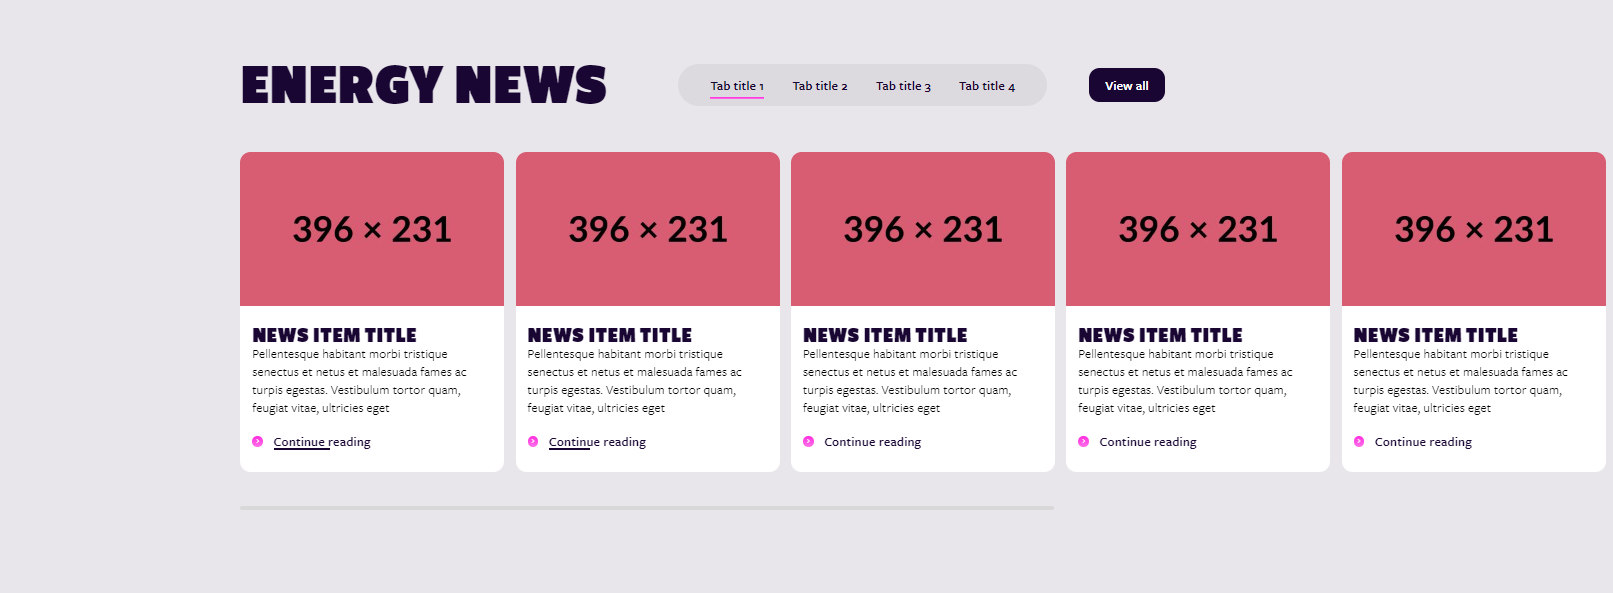 ENERGY NEWS
Tab title 1 Tab title 2 Tab title 3 Tab title 4
View all
396 × 231
NEWS ITEM TITLE
Pellentesque habitant morbi tristique
senectus et netus et malesuada fames ac
turpis egestas. Vestibulum tortor quam,
feugiat vitae, ultricies eget
Continue reading
396 × 231
NEWS ITEM TITLE
Pellentesque habitant morbi tristique
senectus et netus et malesuada fames ac
turpis egestas. Vestibulum tortor quam,
feugiat vitae, ultricies eget
Continue reading
396 × 231
NEWS ITEM TITLE
Pellentesque habitant morbi tristique
senectus et netus et malesuada fames ac
turpis egestas. Vestibulum tortor quam,
feugiat vitae, ultricies eget
Continue reading
396 × 231
NEWS ITEM TITLE
Pellentesque habitant morbi tristique
senectus et netus et malesuada fames ac
turpis egestas. Vestibulum tortor quam,
feugiat vitae, ultricies eget
Continue reading
396 × 231
NEWS ITEM TITLE
Pellentesque habitant morbi tristique
senectus et netus et malesuada fames ac
turpis egestas. Vestibulum tortor quam,
feugiat vitae, ultricies eget
Continue reading